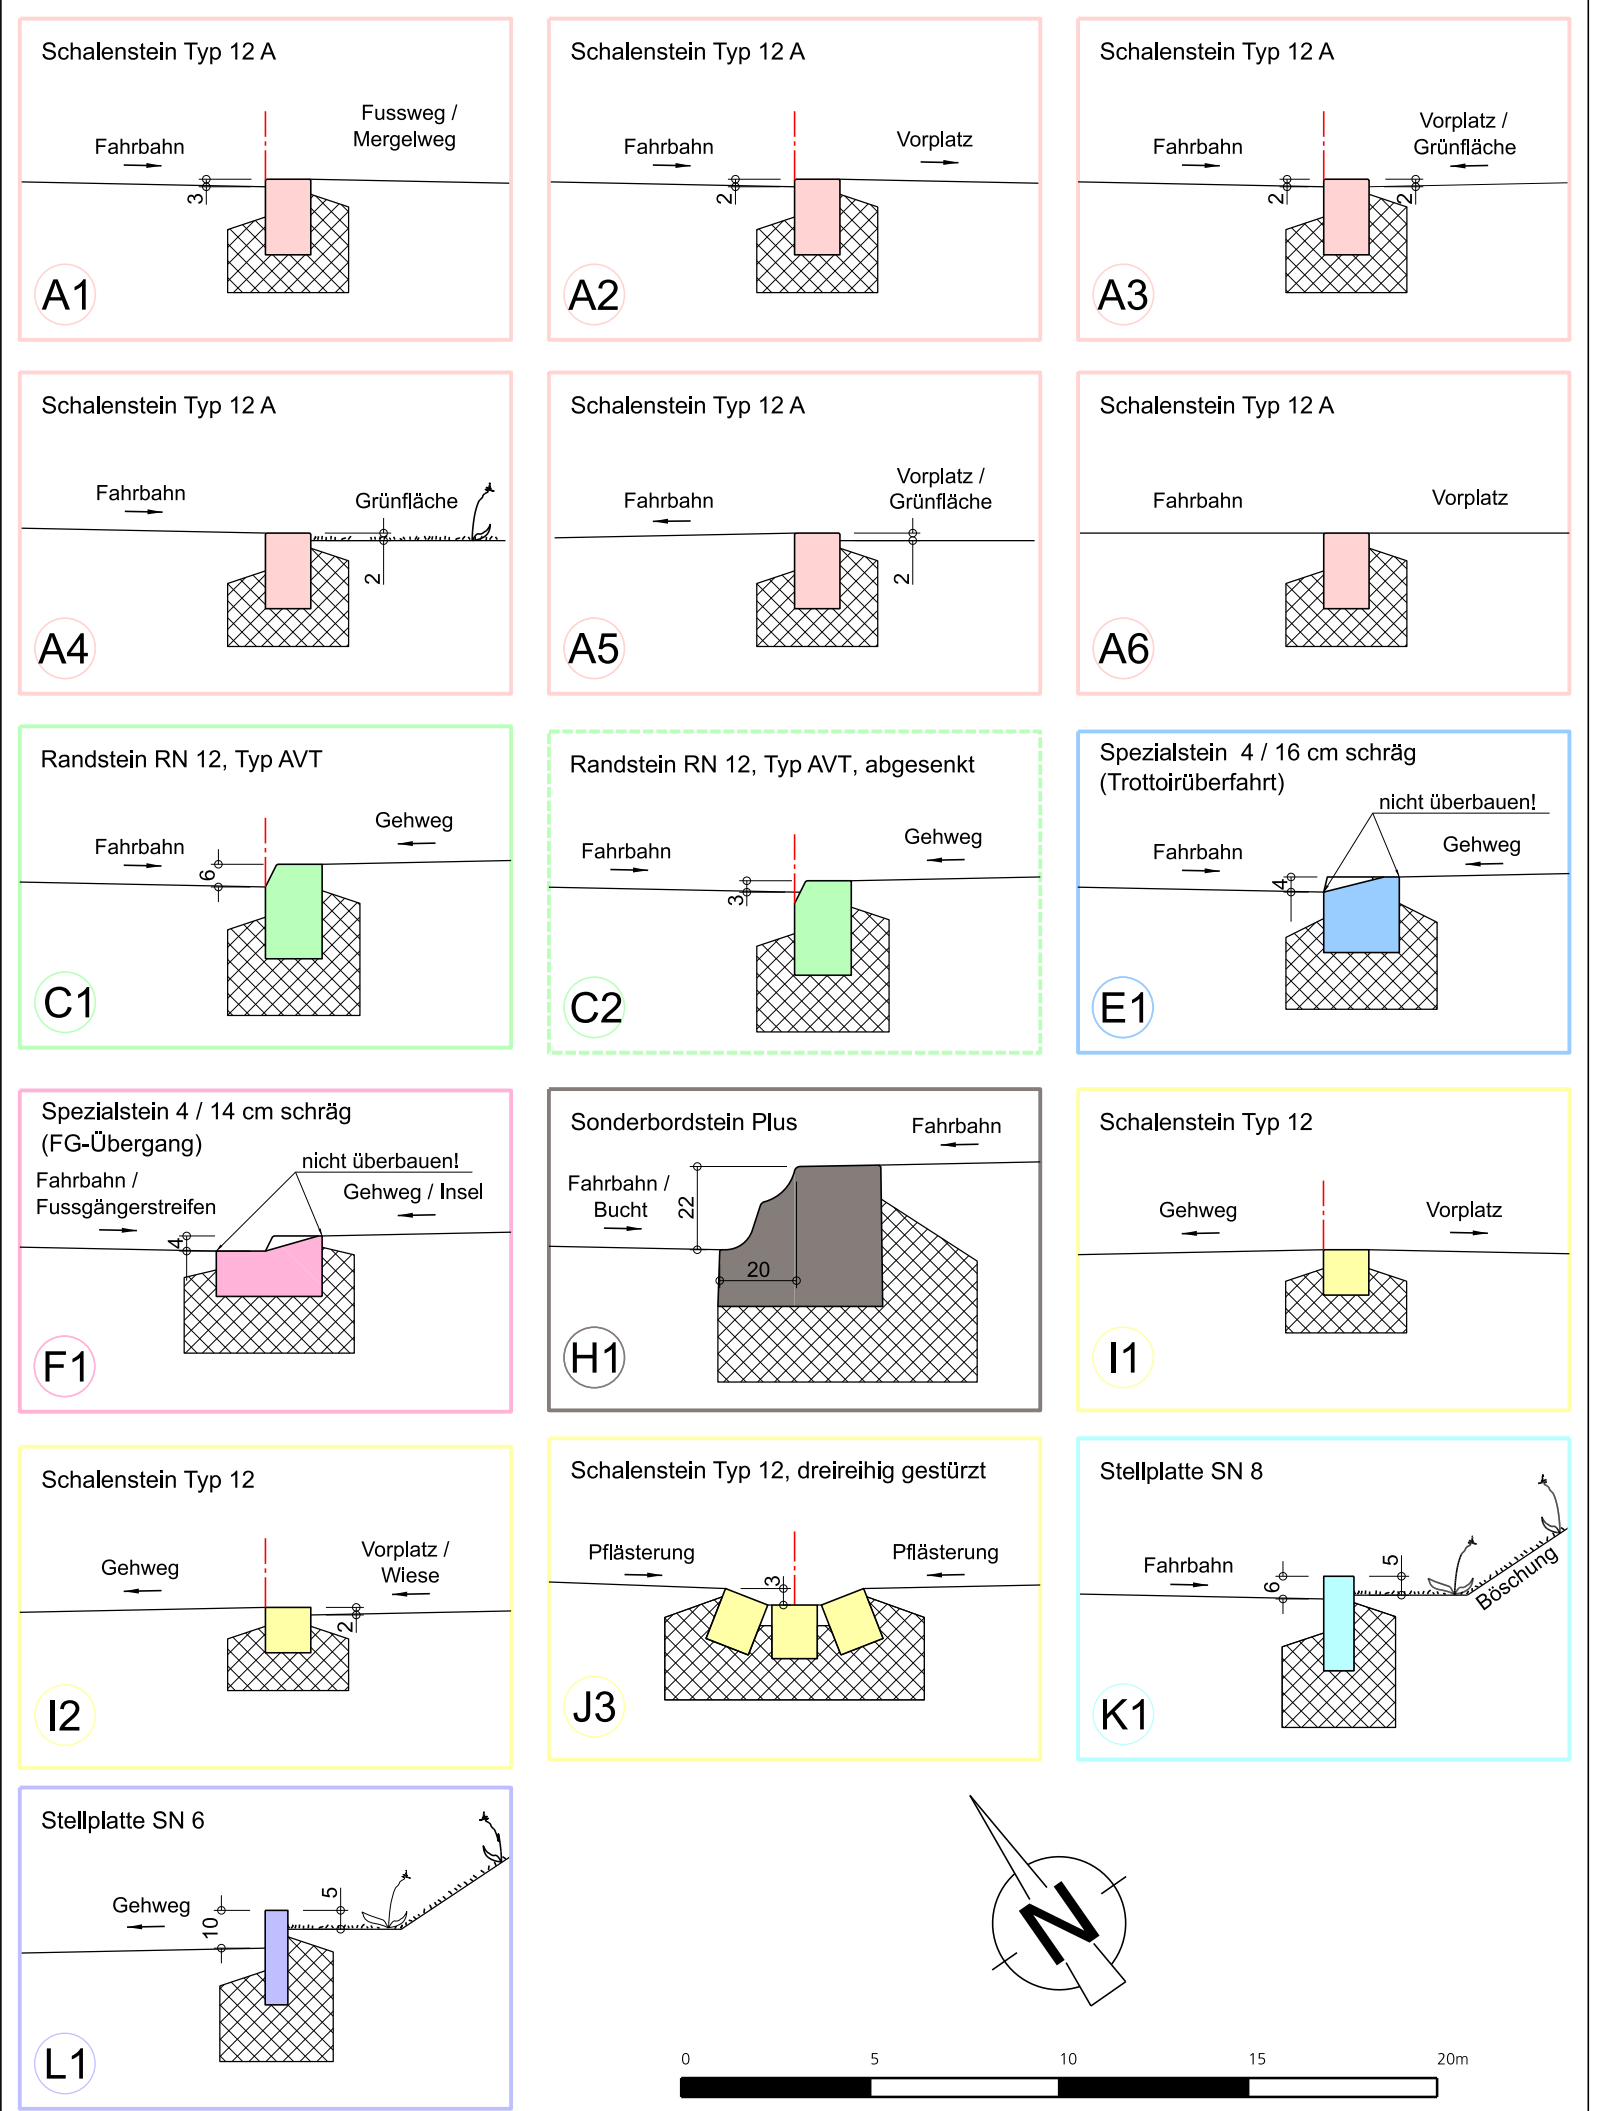 Schalenstein Typ 12 A
Fussweg /
Mergelweg
Fahrbahn
3
A1
Schalenstein Typ 12 A
Fahrbahn
Vorplatz
2
A2
Schalenstein Typ 12 A
Vorplatz /
Grünfläche
Fahrbahn
2
2
A3
Schalenstein Typ 12 A
Fahrbahn
Grünfläche
2
A4
Schalenstein Typ 12 A
Vorplatz /
Grünfläche
Fahrbahn
2
A5
Schalenstein Typ 12 A
Fahrbahn
Vorplatz
A6
Randstein RN 12, Typ AVT
Gehweg
Fahrbahn
6
C1
Randstein RN 12, Typ AVT, abgesenkt
Gehweg
Fahrbahn
3
C2
Spezialstein 4 / 16 cm schräg
(Trottoirüberfahrt)
nicht überbauen!
Fahrbahn
Gehweg
4
E1
Spezialstein 4 / 14 cm schräg
(FG-Übergang)
nicht überbauen!
Fahrbahn /
Fussgängerstreifen
Gehweg / Insel
4
F1
Sonderbordstein Plus
Fahrbahn
Fahrbahn /
Bucht
22
20
H1
Schalenstein Typ 12
Gehweg
Vorplatz
I1
Schalenstein Typ 12
Vorplatz /
Wiese
Gehweg
2
I2
Schalenstein Typ 12, dreireihig gestürzt
Pflästerung
Pflästerung
3
J3
Stellplatte SN 8
Fahrbahn
6
5
Böschung
K1
Stellplatte SN 6
Gehweg
10
5
L1
N
0 5 10 15 20m